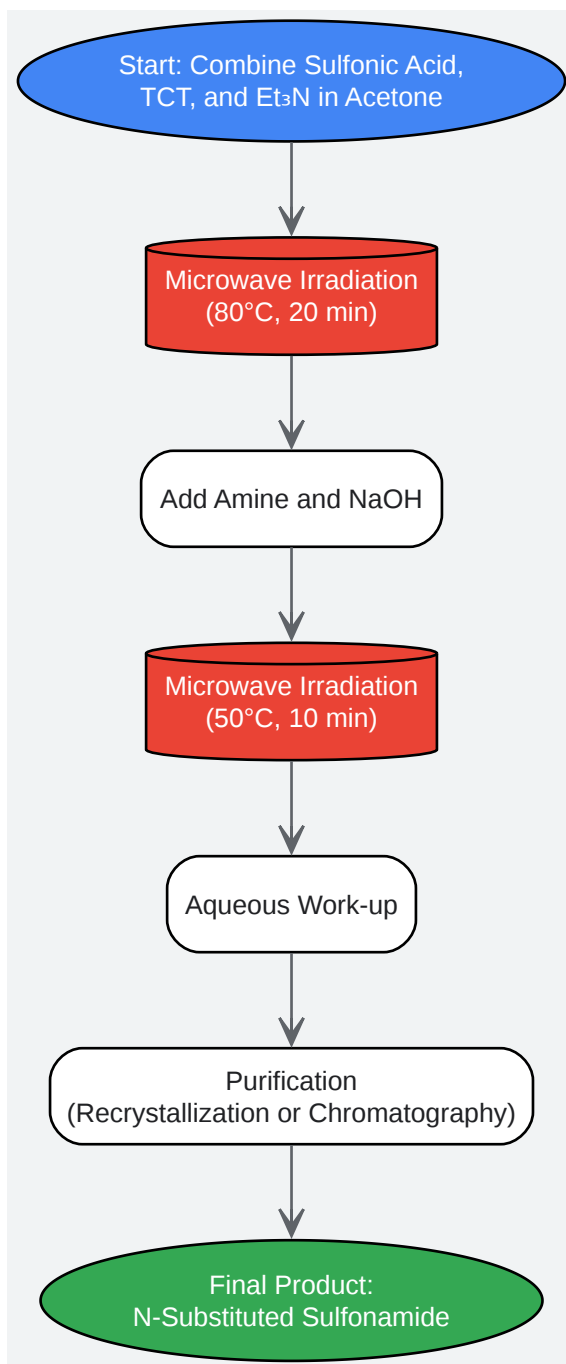 Start: Combine Sulfonic Acid,
TCT, and Et₃N in Acetone
Microwave Irradiation
(80°C, 20 min)
Add Amine and NaOH
Microwave Irradiation
(50°C, 10 min)
Aqueous Work-up
Purification
(Recrystallization or Chromatography)
Final Product:
N-Substituted Sulfonamide